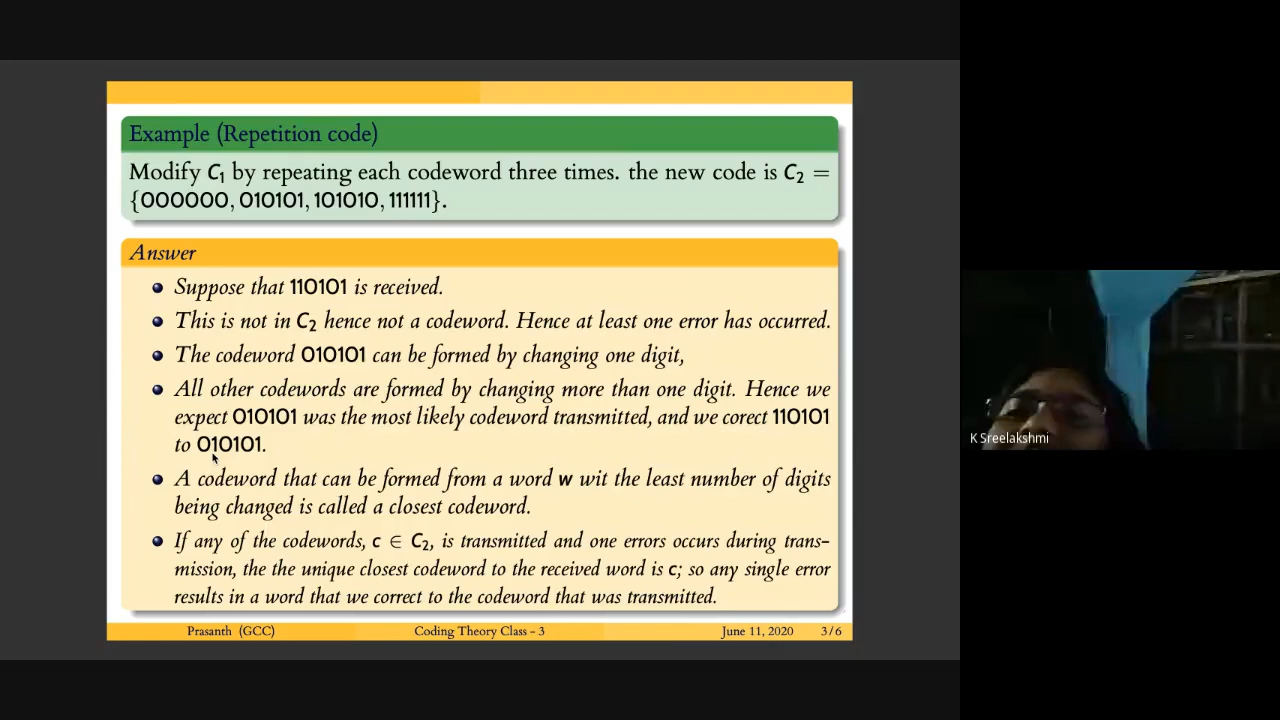 Example (Repetition code)
Modify C₁ by repeating each codeword three times. the new code is C₂ =
{000000, 010101, 101010, 111111}.
Answer
Suppose that 110101 is received.
This is not in C₂ hence not a codeword. Hence at least one error has occurred.
The codeword 010101 can be formed by changing one digit,
All other codewords are formed by changing more than one digit. Hence we
expect 010101 was the most likely codeword transmitted, and we corect 110101
to 010101.
A codeword that can be formed from a word w wit the least number of digits
being changed is called a closest codeword.
If any of the codewords, c ∈ C₂, is transmitted and one errors occurs during trans-
mission, the the unique closest codeword to the received word is c; so any single error
results in a word that we correct to the codeword that was transmitted.
Prasanth (GCC) Coding Theory Class - 3 June 11, 2020 3 / 6
K Sreelakshmi